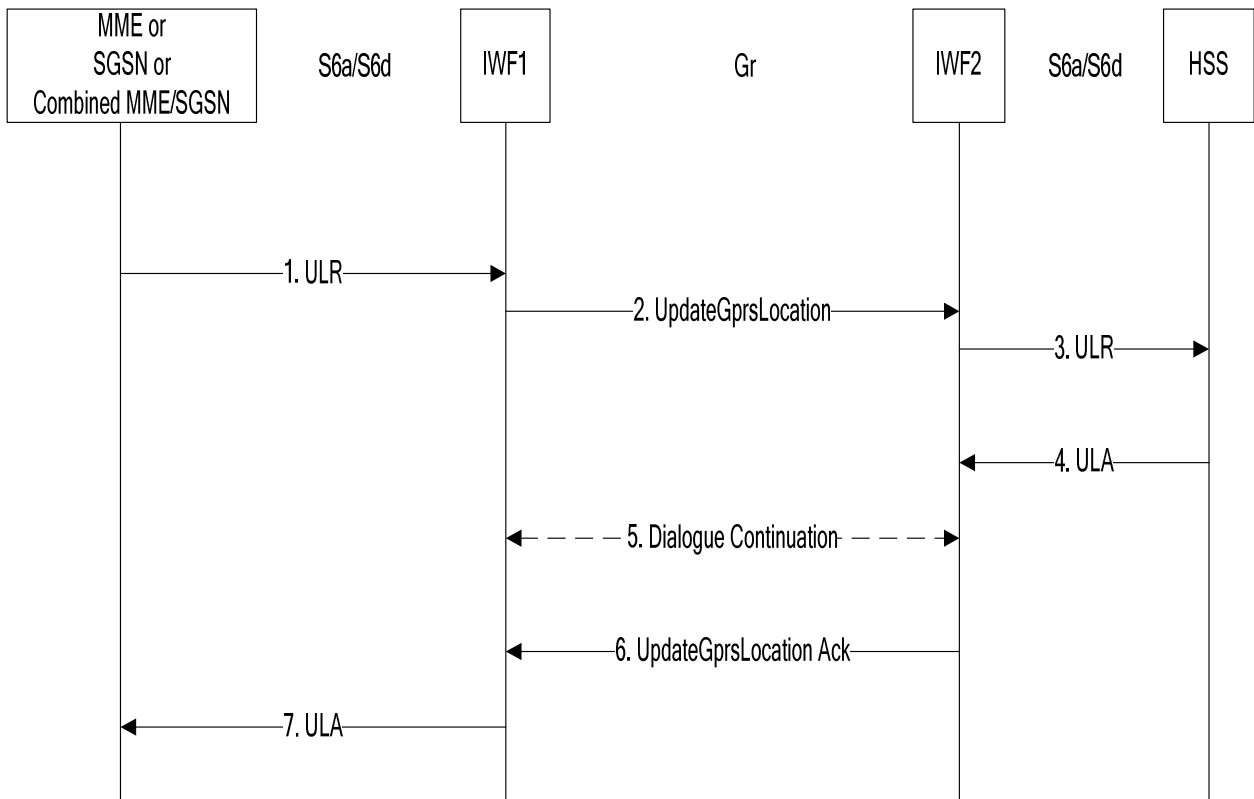 MME or
SGSN or
Combined MME/SGSN
S6a/S6d
IWF1
Gr
IWF2
S6a/S6d
HSS
1. ULR
2. UpdateGprsLocation
3. ULR
4. ULA
5. Dialogue Continuation
6. UpdateGprsLocation Ack
7. ULA